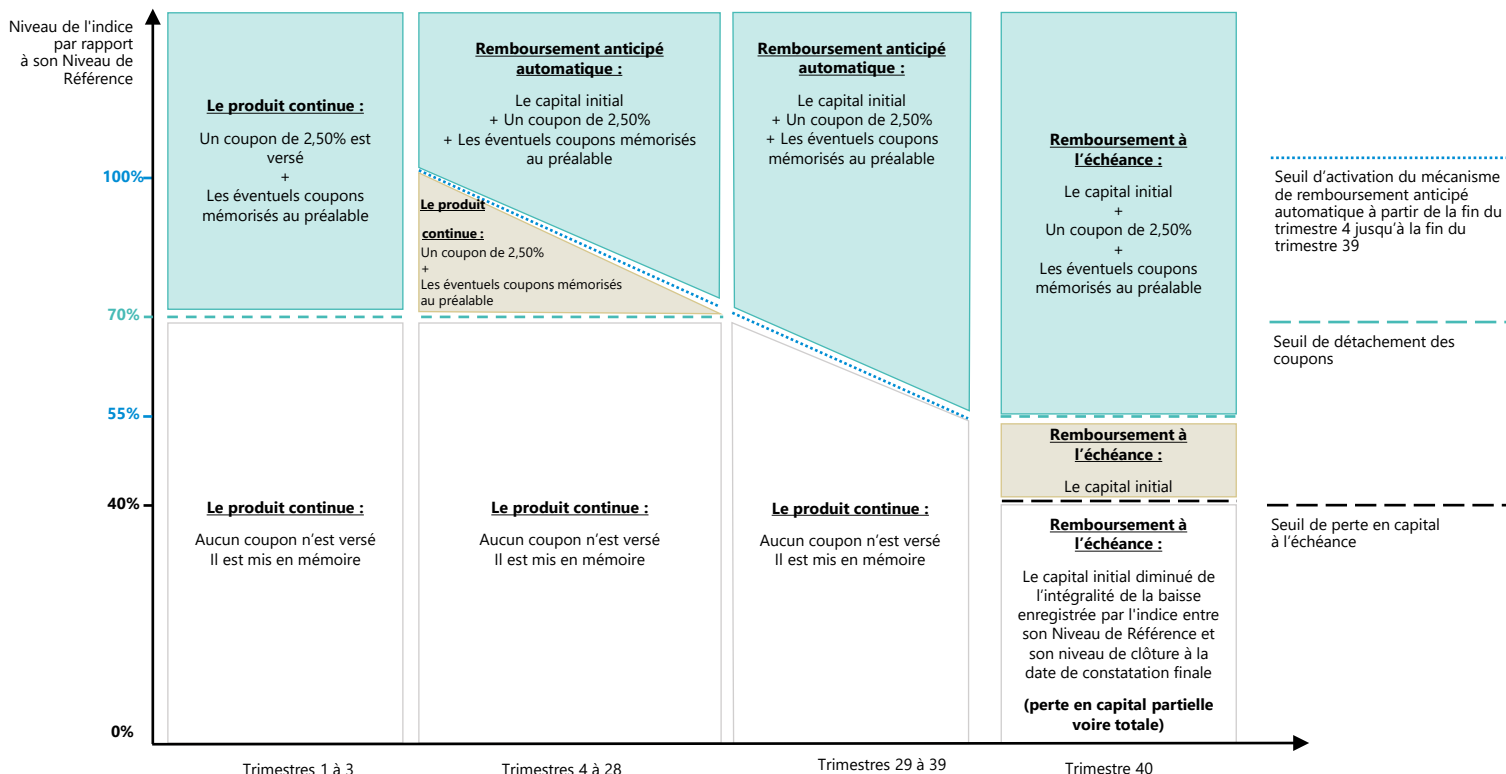 Niveau de l'indice
par rapport
à son Niveau de
Référence
100%
70%
55%
40%
0%
Le produit continue :
Un coupon de 2,50% est
versé
+
Les éventuels coupons
mémorisés au préalable
Le produit continue :
Aucun coupon n'est versé
Il est mis en mémoire
Trimestres 1 à 3
Remboursement anticipé
automatique :
Le capital initial
+ Un coupon de 2,50%
+ Les éventuels coupons mémorisés
au préalable
Le produit
continue :
Un coupon de 2,50%
+
Les éventuels coupons mémorisés
au préalable
Le produit continue :
Aucun coupon n'est versé
Il est mis en mémoire
Trimestres 4 à 28
Remboursement anticipé
automatique :
Le capital initial
+ Un coupon de 2,50%
+ Les éventuels coupons
mémorisés au préalable
Le produit continue :
Aucun coupon n'est versé
Il est mis en mémoire
Trimestres 29 à 39
Remboursement à
l'échéance :
Le capital initial
+
Un coupon de 2,50%
+
Les éventuels coupons
mémorisés au préalable
Remboursement à
l'échéance :
Le capital initial
Remboursement à
l'échéance :
Le capital initial diminué de
l'intégralité de la baisse
enregistrée par l'indice entre
son Niveau de Référence et
son niveau de clôture à la
date de constatation finale
(perte en capital partielle
voire totale)
Trimestre 40
Seuil d'activation du mécanisme
de remboursement anticipé
automatique à partir de la fin du
trimestre 4 jusqu'à la fin du
trimestre 39
Seuil de détachement des
coupons
Seuil de perte en capital
à l'échéance